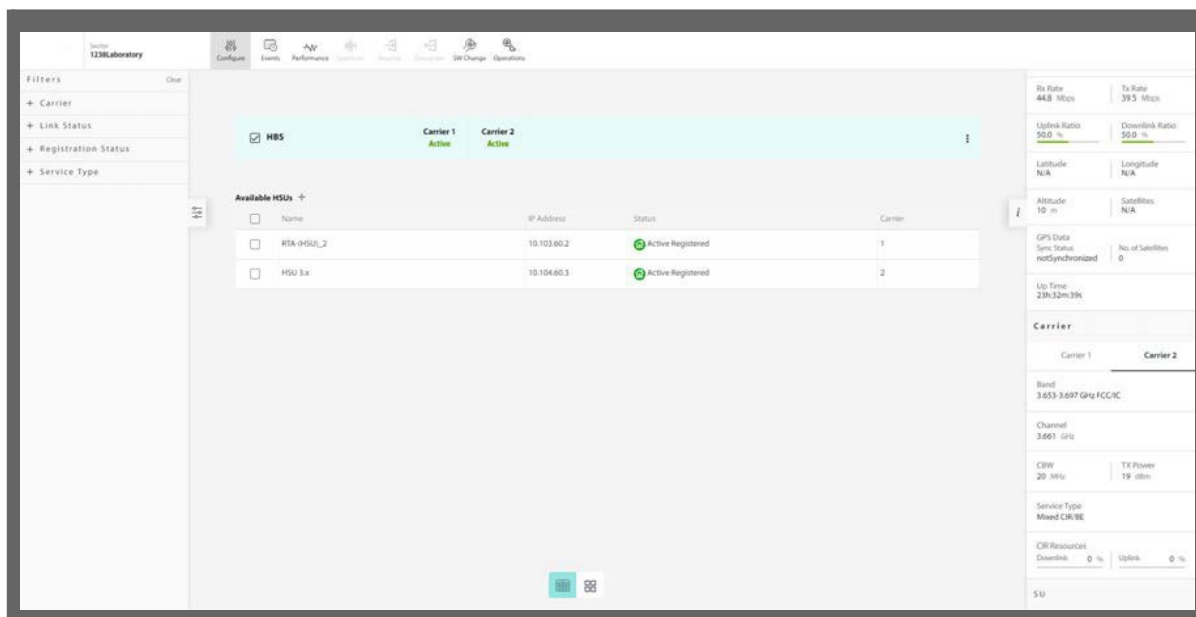 Sector
1238Laboratory
Configure Events Performance Spectrum SW Change Operations
Filters Clear
+ Carrier
+ Link Status
+ Registration Status
+ Service Type
HBS Carrier 1 Carrier 2
Active Active
Available HSUs +
Name IP Address Status Carrier
RTA-(HSU)_2 10.103.60.2 Active Registered 1
HSU 3.x 10.104.60.3 Active Registered 2
i
Rx Rate Tx Rate
44.8 Mbps 39.5 Mbps
Uplink Ratio Downlink Ratio
50.0 % 50.0 %
Latitude Longitude
N/A N/A
Altitude Satellites
10 m N/A
GPS Data
Sync Status No. of Satellites
notSynchronized 0
Up Time
23h:32m:39s
Carrier
Carrier 1 Carrier 2
Band
3.653-3.697 GHz FCC/IC
Channel
3.661 GHz
CBW TX Power
20 MHz 19 dBm
Service Type
Mixed CIR/BE
CIR Resources
Downlink 0 % Uplink 0 %
SU